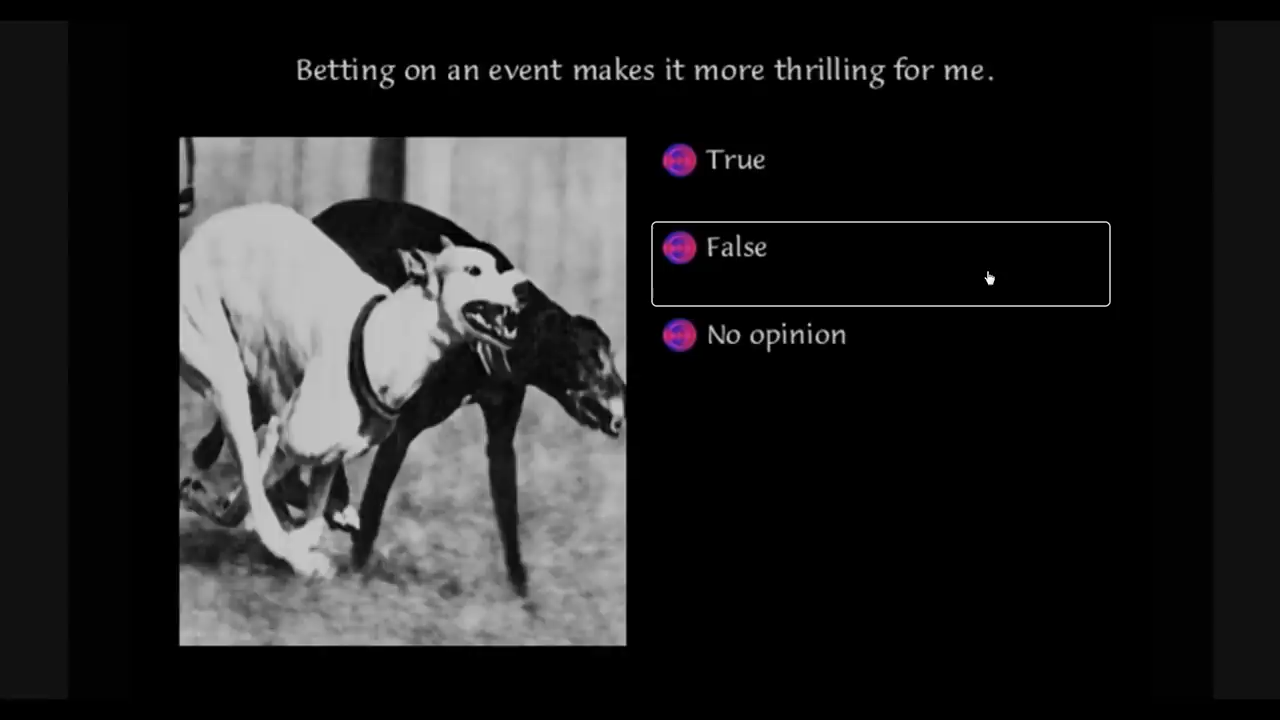 Betting on an event makes it more thrilling for me.
True
False
No opinion